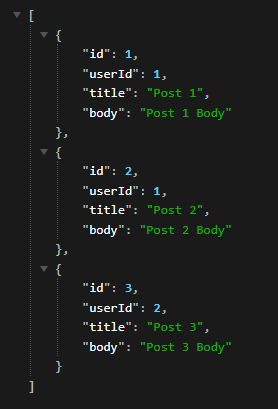 [
{
"id": 1,
"userId": 1,
"title": "Post 1",
"body": "Post 1 Body"
},
{
"id": 2,
"userId": 1,
"title": "Post 2",
"body": "Post 2 Body"
},
{
"id": 3,
"userId": 2,
"title": "Post 3",
"body": "Post 3 Body"
}
]